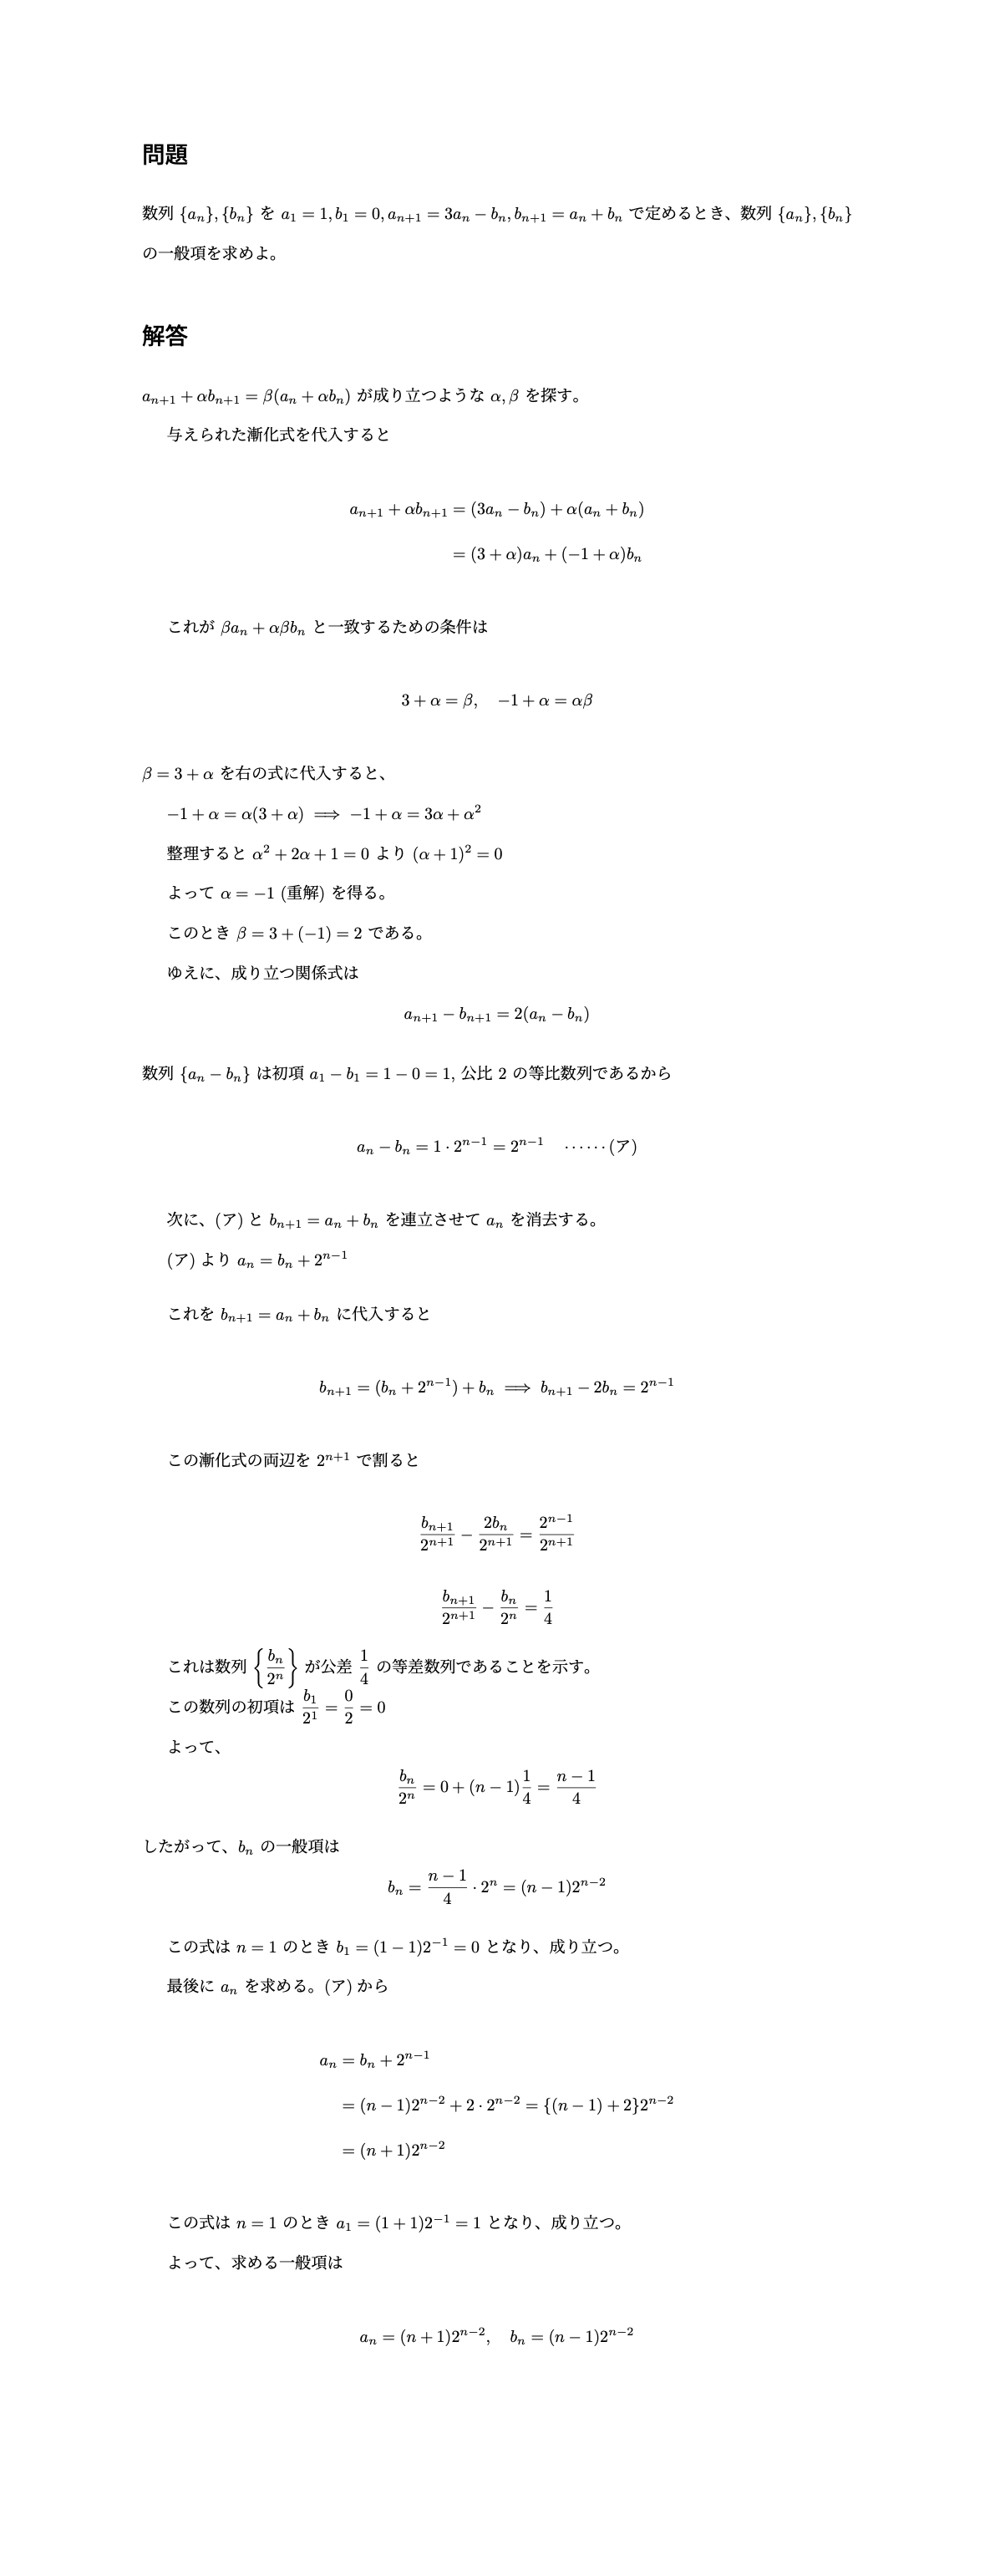 問題
数列 $\{a_n\}, \{b_n\}$ を $a_1 = 1, b_1 = 0, a_{n+1} = 3a_n - b_n, b_{n+1} = a_n + b_n$ で定めるとき、数列 $\{a_n\}, \{b_n\}$
の一般項を求めよ。
解答
$a_{n+1} + \alpha b_{n+1} = \beta(a_n + \alpha b_n)$ が成り立つような $\alpha, \beta$ を探す。
与えられた漸化式を代入すると
$a_{n+1} + \alpha b_{n+1} = (3a_n - b_n) + \alpha(a_n + b_n)$
$= (3 + \alpha)a_n + (-1 + \alpha)b_n$
これが $\beta a_n + \alpha\beta b_n$ と一致するための条件は
$3 + \alpha = \beta, \quad -1 + \alpha = \alpha\beta$
$\beta = 3 + \alpha$ を右の式に代入すると、
$-1 + \alpha = \alpha(3 + \alpha) \implies -1 + \alpha = 3\alpha + \alpha^2$
整理すると $\alpha^2 + 2\alpha + 1 = 0$ より $(\alpha + 1)^2 = 0$
よって $\alpha = -1$ (重解) を得る。
このとき $\beta = 3 + (-1) = 2$ である。
ゆえに、成り立つ関係式は
$a_{n+1} - b_{n+1} = 2(a_n - b_n)$
数列 $\{a_n - b_n\}$ は初項 $a_1 - b_1 = 1 - 0 = 1$, 公比 $2$ の等比数列であるから
$a_n - b_n = 1 \cdot 2^{n-1} = 2^{n-1} \quad \cdots\cdots (ア)$
次に、(ア) と $b_{n+1} = a_n + b_n$ を連立させて $a_n$ を消去する。
(ア) より $a_n = b_n + 2^{n-1}$
これを $b_{n+1} = a_n + b_n$ に代入すると
$b_{n+1} = (b_n + 2^{n-1}) + b_n \implies b_{n+1} - 2b_n = 2^{n-1}$
この漸化式の両辺を $2^{n+1}$ で割ると
$\frac{b_{n+1}}{2^{n+1}} - \frac{2b_n}{2^{n+1}} = \frac{2^{n-1}}{2^{n+1}}$
$\frac{b_{n+1}}{2^{n+1}} - \frac{b_n}{2^n} = \frac{1}{4}$
これは数列 $\left\{\frac{b_n}{2^n}\right\}$ が公差 $\frac{1}{4}$ の等差数列であることを示す。
この数列の初項は $\frac{b_1}{2^1} = \frac{0}{2} = 0$
よって、
$\frac{b_n}{2^n} = 0 + (n-1)\frac{1}{4} = \frac{n-1}{4}$
したがって、$b_n$ の一般項は
$b_n = \frac{n-1}{4} \cdot 2^n = (n-1)2^{n-2}$
この式は $n = 1$ のとき $b_1 = (1-1)2^{-1} = 0$ となり、成り立つ。
最後に $a_n$ を求める。(ア) から
$a_n = b_n + 2^{n-1}$
$= (n-1)2^{n-2} + 2 \cdot 2^{n-2} = \{(n-1) + 2\}2^{n-2}$
$= (n+1)2^{n-2}$
この式は $n = 1$ のとき $a_1 = (1+1)2^{-1} = 1$ となり、成り立つ。
よって、求める一般項は
$a_n = (n+1)2^{n-2}, \quad b_n = (n-1)2^{n-2}$